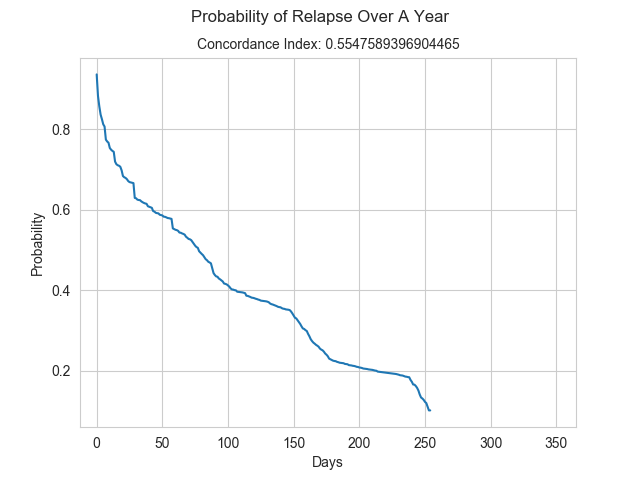 Probability of Relapse Over A Year
Concordance Index: 0.5547589396904465
0.8
0.6
0.4
0.2
Probability
0 50 100 150 200 250 300 350
Days